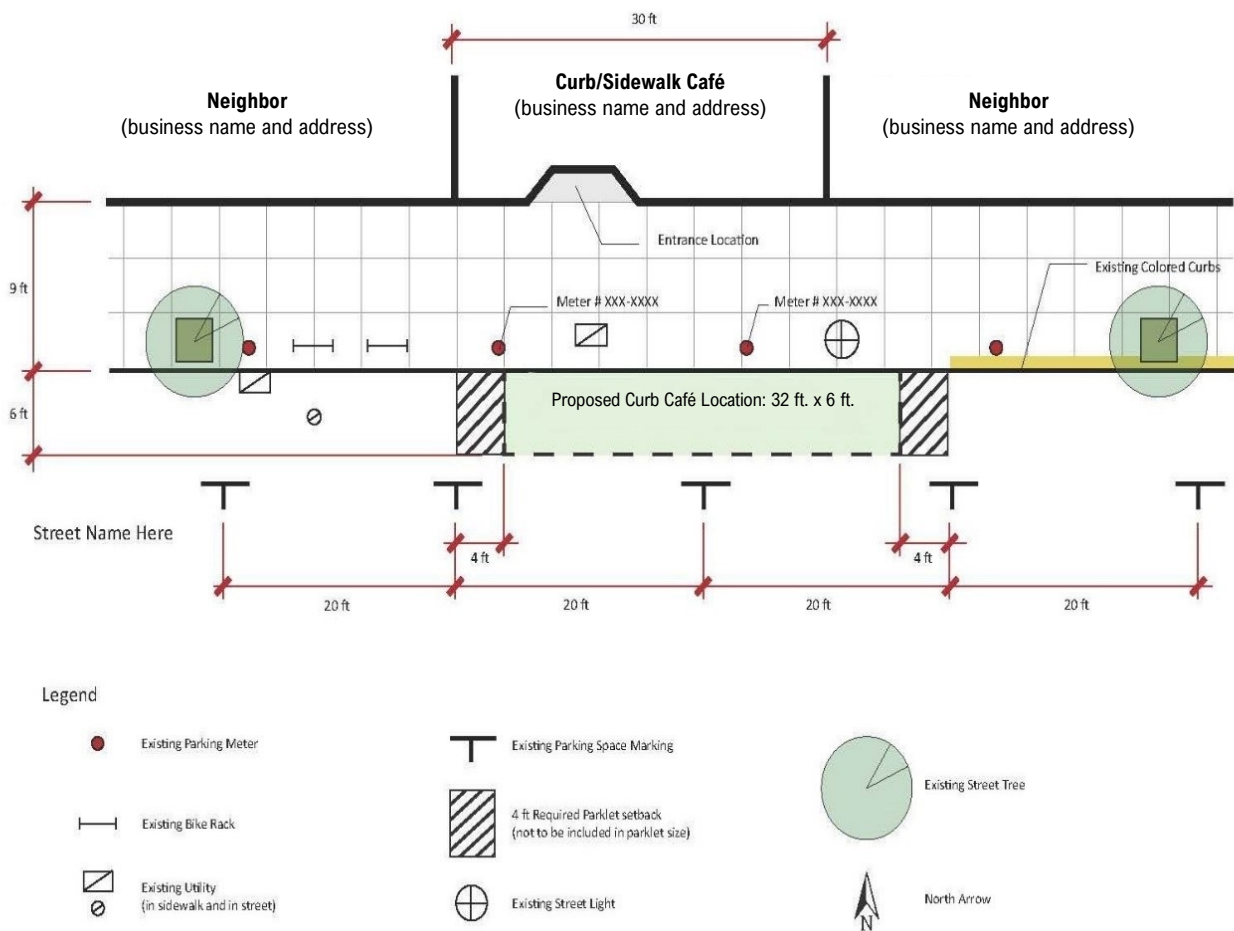 30 ft
Neighbor
(business name and address)
Curb/Sidewalk Café
(business name and address)
Neighbor
(business name and address)
Entrance Location
Existing Colored Curbs
9 ft
Meter # XXX-XXXX
Meter # XXX-XXXX
6 ft
Proposed Curb Café Location: 32 ft. x 6 ft.
Street Name Here
4 ft
4 ft
20 ft
20 ft
20 ft
20 ft
Legend
Existing Parking Meter
Existing Bike Rack
Existing Utility
(in sidewalk and in street)
Existing Parking Space Marking
4 ft Required Parklet setback
(not to be included in parklet size)
Existing Street Light
Existing Street Tree
N
North Arrow